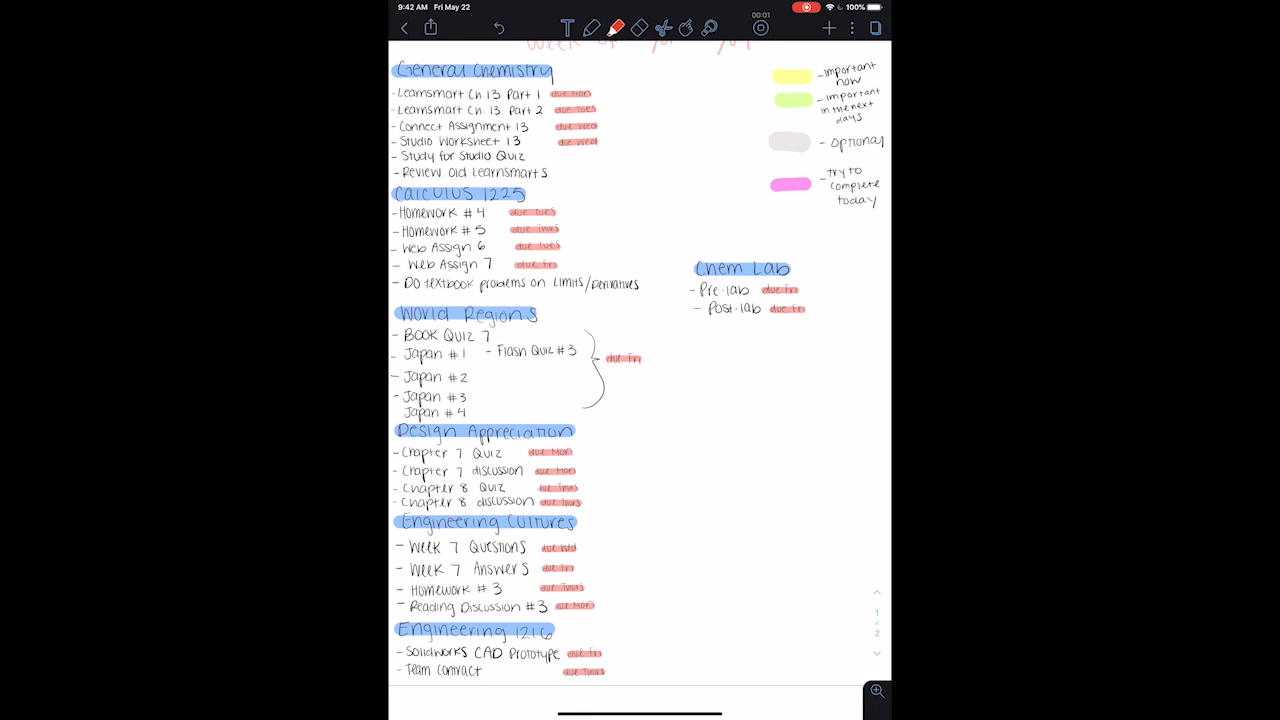 9:42 AM Fri May 22
100%
00:01
Week of
General Chemistry
- Learnsmart Ch. 13 Part 1 due Mon
- Learnsmart Ch. 13 Part 2 due Tues
- Connect Assignment 13 due Wed
- Studio Worksheet 13 due Wed
- Study for Studio Quiz
- Review old Learnsmarts
Calculus 1225
- Homework #4 due Tues
- Homework #5 due Thurs
- Web Assign 6 due Tues
- Web Assign 7 due Fri
- Do textbook problems on Limits/Derivatives
World Regions
- Book Quiz 7
- Japan #1 - Flash Quiz #3
- Japan #2
- Japan #3
Japan #4
due Fri
Design Appreciation
- Chapter 7 Quiz due Mon
- Chapter 7 discussion due Mon
- Chapter 8 Quiz due Thurs
- Chapter 8 discussion due Thurs
Engineering Cultures
- Week 7 Questions due Wed
- Week 7 Answers due Fri
- Homework #3 due Thurs
- Reading Discussion #3 due Mon
Engineering 1216
- Solidworks CAD Prototype due Fri
- Team contract due Thurs
- important now
- important in the next days
- optional
- try to complete today
Chem Lab
- Pre-lab due Fri
- Post-lab due Fri
1
/
2